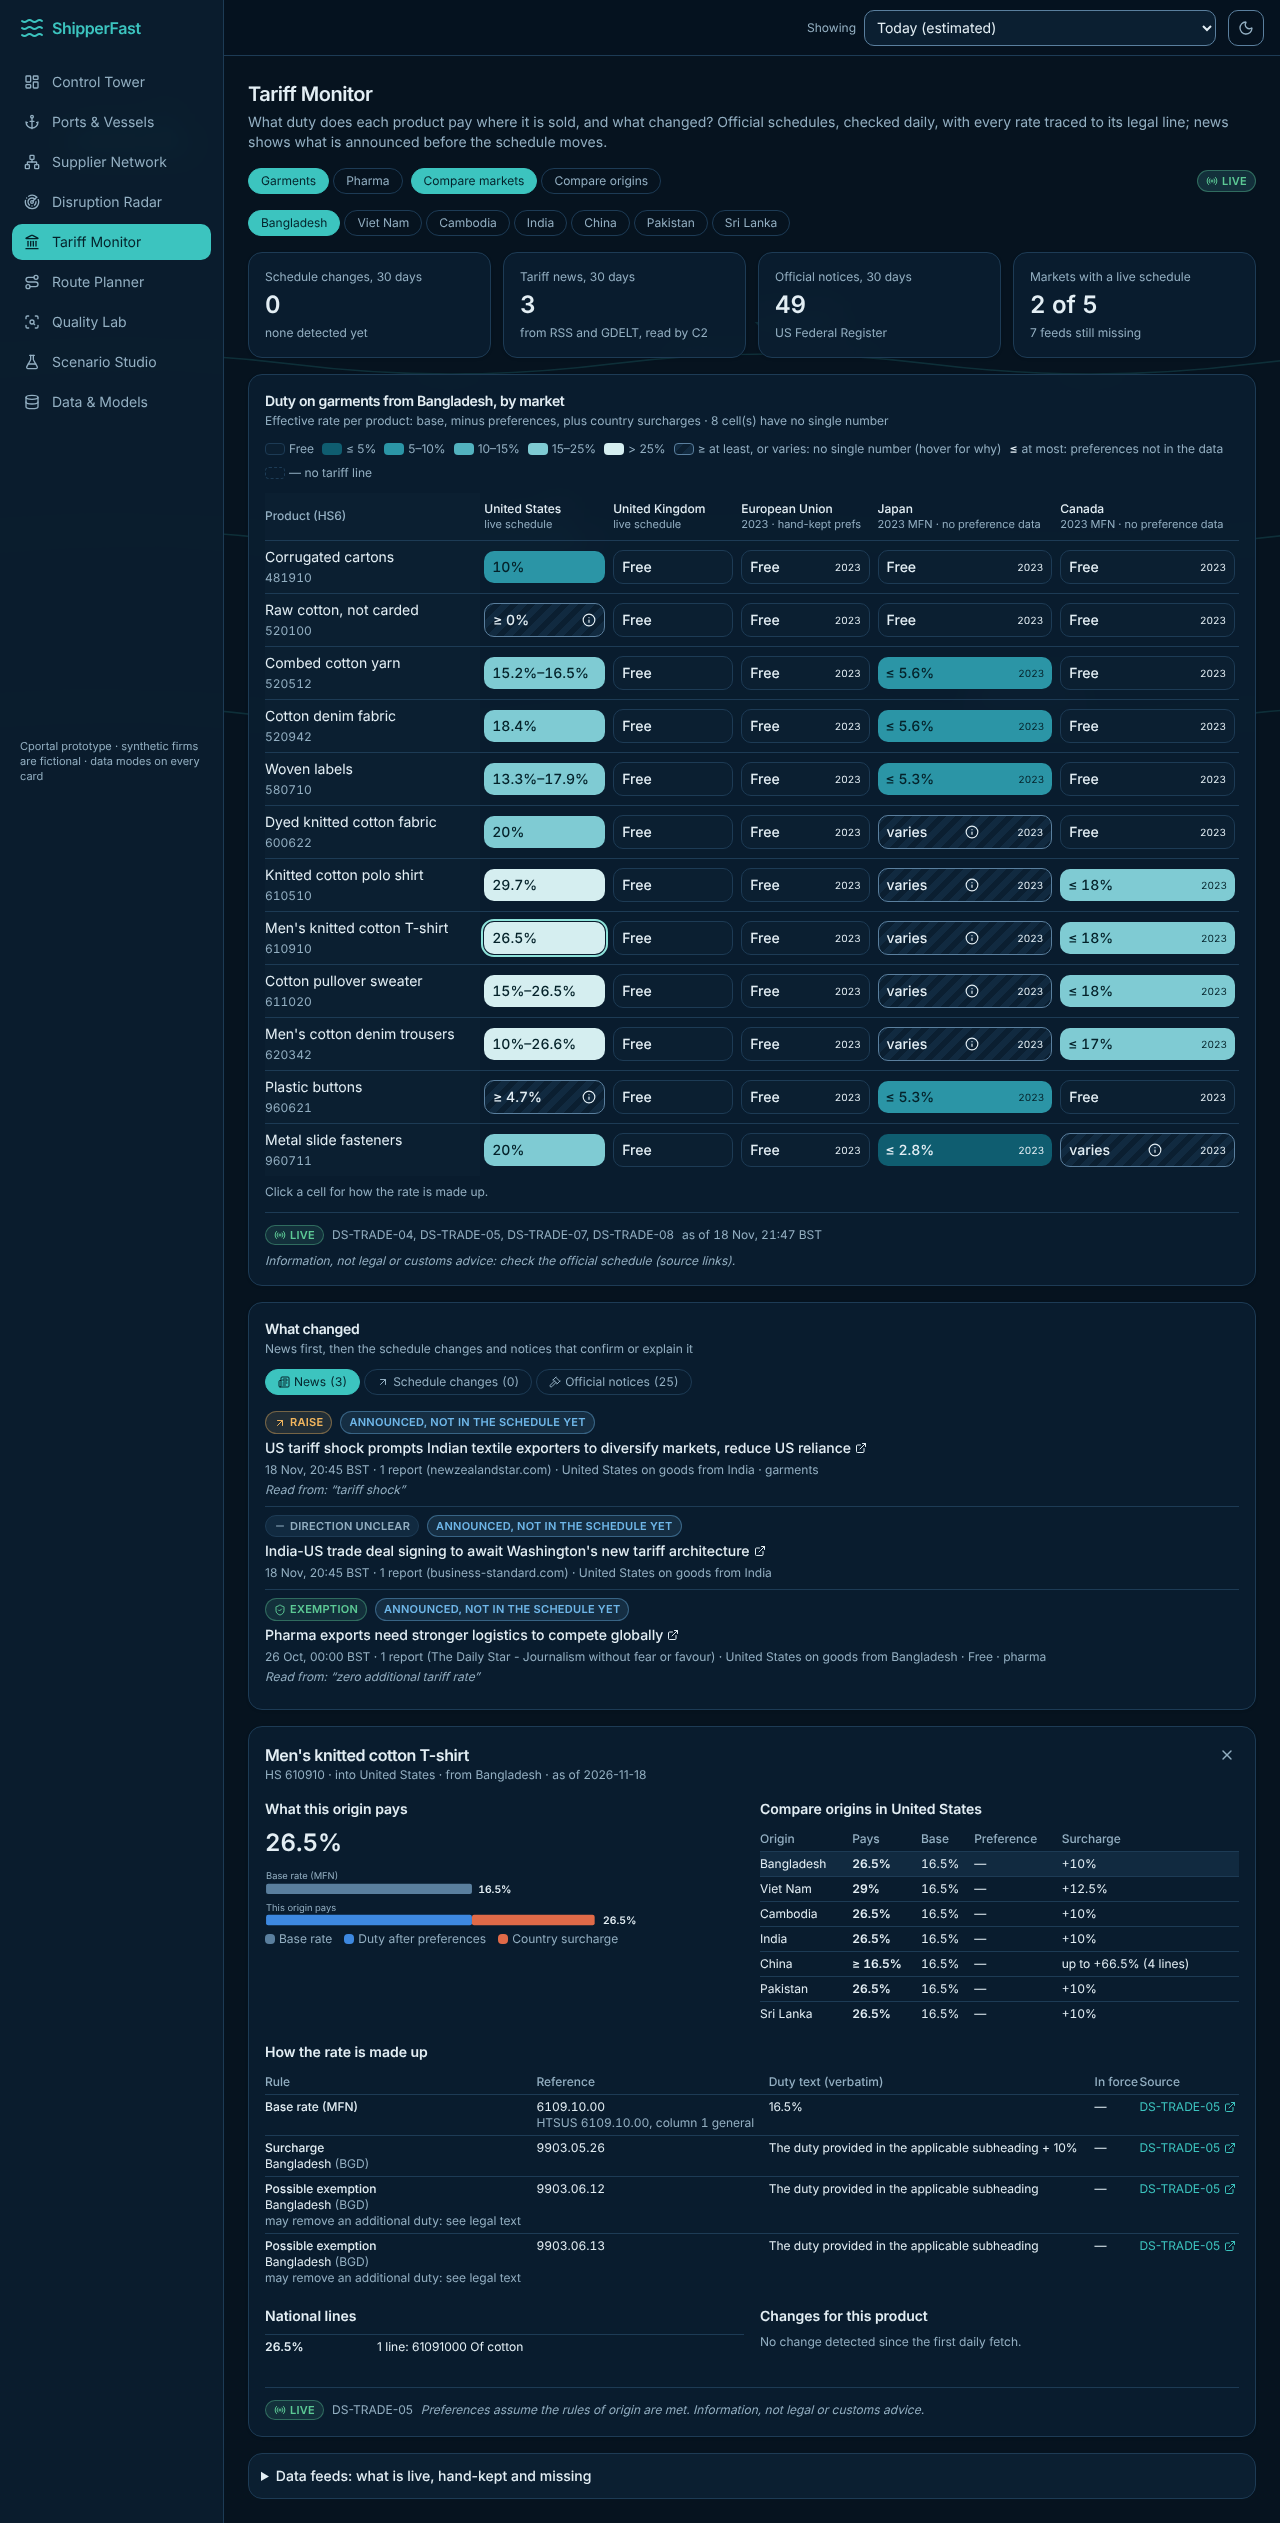 ShipperFast
Showing
Today (estimated)
Control Tower
Ports & Vessels
Supplier Network
Disruption Radar
Tariff Monitor
Route Planner
Quality Lab
Scenario Studio
Data & Models
Cportal prototype · synthetic firms
are fictional · data modes on every
card
Tariff Monitor
What duty does each product pay where it is sold, and what changed? Official schedules, checked daily, with every rate traced to its legal line; news
shows what is announced before the schedule moves.
Garments Pharma Compare markets Compare origins LIVE
Bangladesh Viet Nam Cambodia India China Pakistan Sri Lanka
Schedule changes, 30 days
0
none detected yet
Tariff news, 30 days
3
from RSS and GDELT, read by C2
Official notices, 30 days
49
US Federal Register
Markets with a live schedule
2 of 5
7 feeds still missing
Duty on garments from Bangladesh, by market
Effective rate per product: base, minus preferences, plus country surcharges · 8 cell(s) have no single number
Free ≤ 5% 5–10% 10–15% 15–25% > 25% ≥ at least, or varies: no single number (hover for why) ≤ at most: preferences not in the data
— no tariff line
Product (HS6) United States United Kingdom European Union Japan Canada
live schedule live schedule 2023 · hand-kept prefs 2023 MFN · no preference data 2023 MFN · no preference data
Corrugated cartons
481910
10% Free Free 2023 Free 2023 Free 2023
Raw cotton, not carded
520100
≥ 0% Free Free 2023 Free 2023 Free 2023
Combed cotton yarn
520512
15.2%–16.5% Free Free 2023 ≤ 5.6% 2023 Free 2023
Cotton denim fabric
520942
18.4% Free Free 2023 ≤ 5.6% 2023 Free 2023
Woven labels
580710
13.3%–17.9% Free Free 2023 ≤ 5.3% 2023 Free 2023
Dyed knitted cotton fabric
600622
20% Free Free 2023 varies 2023 Free 2023
Knitted cotton polo shirt
610510
29.7% Free Free 2023 varies 2023 ≤ 18% 2023
Men's knitted cotton T-shirt
610910
26.5% Free Free 2023 varies 2023 ≤ 18% 2023
Cotton pullover sweater
611020
15%–26.5% Free Free 2023 varies 2023 ≤ 18% 2023
Men's cotton denim trousers
620342
10%–26.6% Free Free 2023 varies 2023 ≤ 17% 2023
Plastic buttons
960621
≥ 4.7% Free Free 2023 ≤ 5.3% 2023 Free 2023
Metal slide fasteners
960711
20% Free Free 2023 ≤ 2.8% 2023 varies 2023
Click a cell for how the rate is made up.
LIVE DS-TRADE-04, DS-TRADE-05, DS-TRADE-07, DS-TRADE-08 as of 18 Nov, 21:47 BST
Information, not legal or customs advice: check the official schedule (source links).
What changed
News first, then the schedule changes and notices that confirm or explain it
News (3) Schedule changes (0) Official notices (25)
RAISE ANNOUNCED, NOT IN THE SCHEDULE YET
US tariff shock prompts Indian textile exporters to diversify markets, reduce US reliance
18 Nov, 20:45 BST · 1 report (newzealandstar.com) · United States on goods from India · garments
Read from: “tariff shock”
DIRECTION UNCLEAR ANNOUNCED, NOT IN THE SCHEDULE YET
India-US trade deal signing to await Washington's new tariff architecture
18 Nov, 20:45 BST · 1 report (business-standard.com) · United States on goods from India
EXEMPTION ANNOUNCED, NOT IN THE SCHEDULE YET
Pharma exports need stronger logistics to compete globally
26 Oct, 00:00 BST · 1 report (The Daily Star - Journalism without fear or favour) · United States on goods from Bangladesh · Free · pharma
Read from: “zero additional tariff rate”
Men's knitted cotton T-shirt
HS 610910 · into United States · from Bangladesh · as of 2026-11-18
What this origin pays
26.5%
Base rate (MFN)
16.5%
This origin pays
26.5%
Base rate Duty after preferences Country surcharge
Compare origins in United States
Origin Pays Base Preference Surcharge
Bangladesh 26.5% 16.5% — +10%
Viet Nam 29% 16.5% — +12.5%
Cambodia 26.5% 16.5% — +10%
India 26.5% 16.5% — +10%
China ≥ 16.5% 16.5% — up to +66.5% (4 lines)
Pakistan 26.5% 16.5% — +10%
Sri Lanka 26.5% 16.5% — +10%
How the rate is made up
Rule Reference Duty text (verbatim) In force Source
Base rate (MFN) 6109.10.00 16.5% — DS-TRADE-05
HTSUS 6109.10.00, column 1 general
Surcharge 9903.05.26 The duty provided in the applicable subheading + 10% — DS-TRADE-05
Bangladesh (BGD)
Possible exemption 9903.06.12 The duty provided in the applicable subheading — DS-TRADE-05
Bangladesh (BGD)
may remove an additional duty: see legal text
Possible exemption 9903.06.13 The duty provided in the applicable subheading — DS-TRADE-05
Bangladesh (BGD)
may remove an additional duty: see legal text
National lines
26.5% 1 line: 61091000 Of cotton
Changes for this product
No change detected since the first daily fetch.
LIVE DS-TRADE-05 Preferences assume the rules of origin are met. Information, not legal or customs advice.
Data feeds: what is live, hand-kept and missing